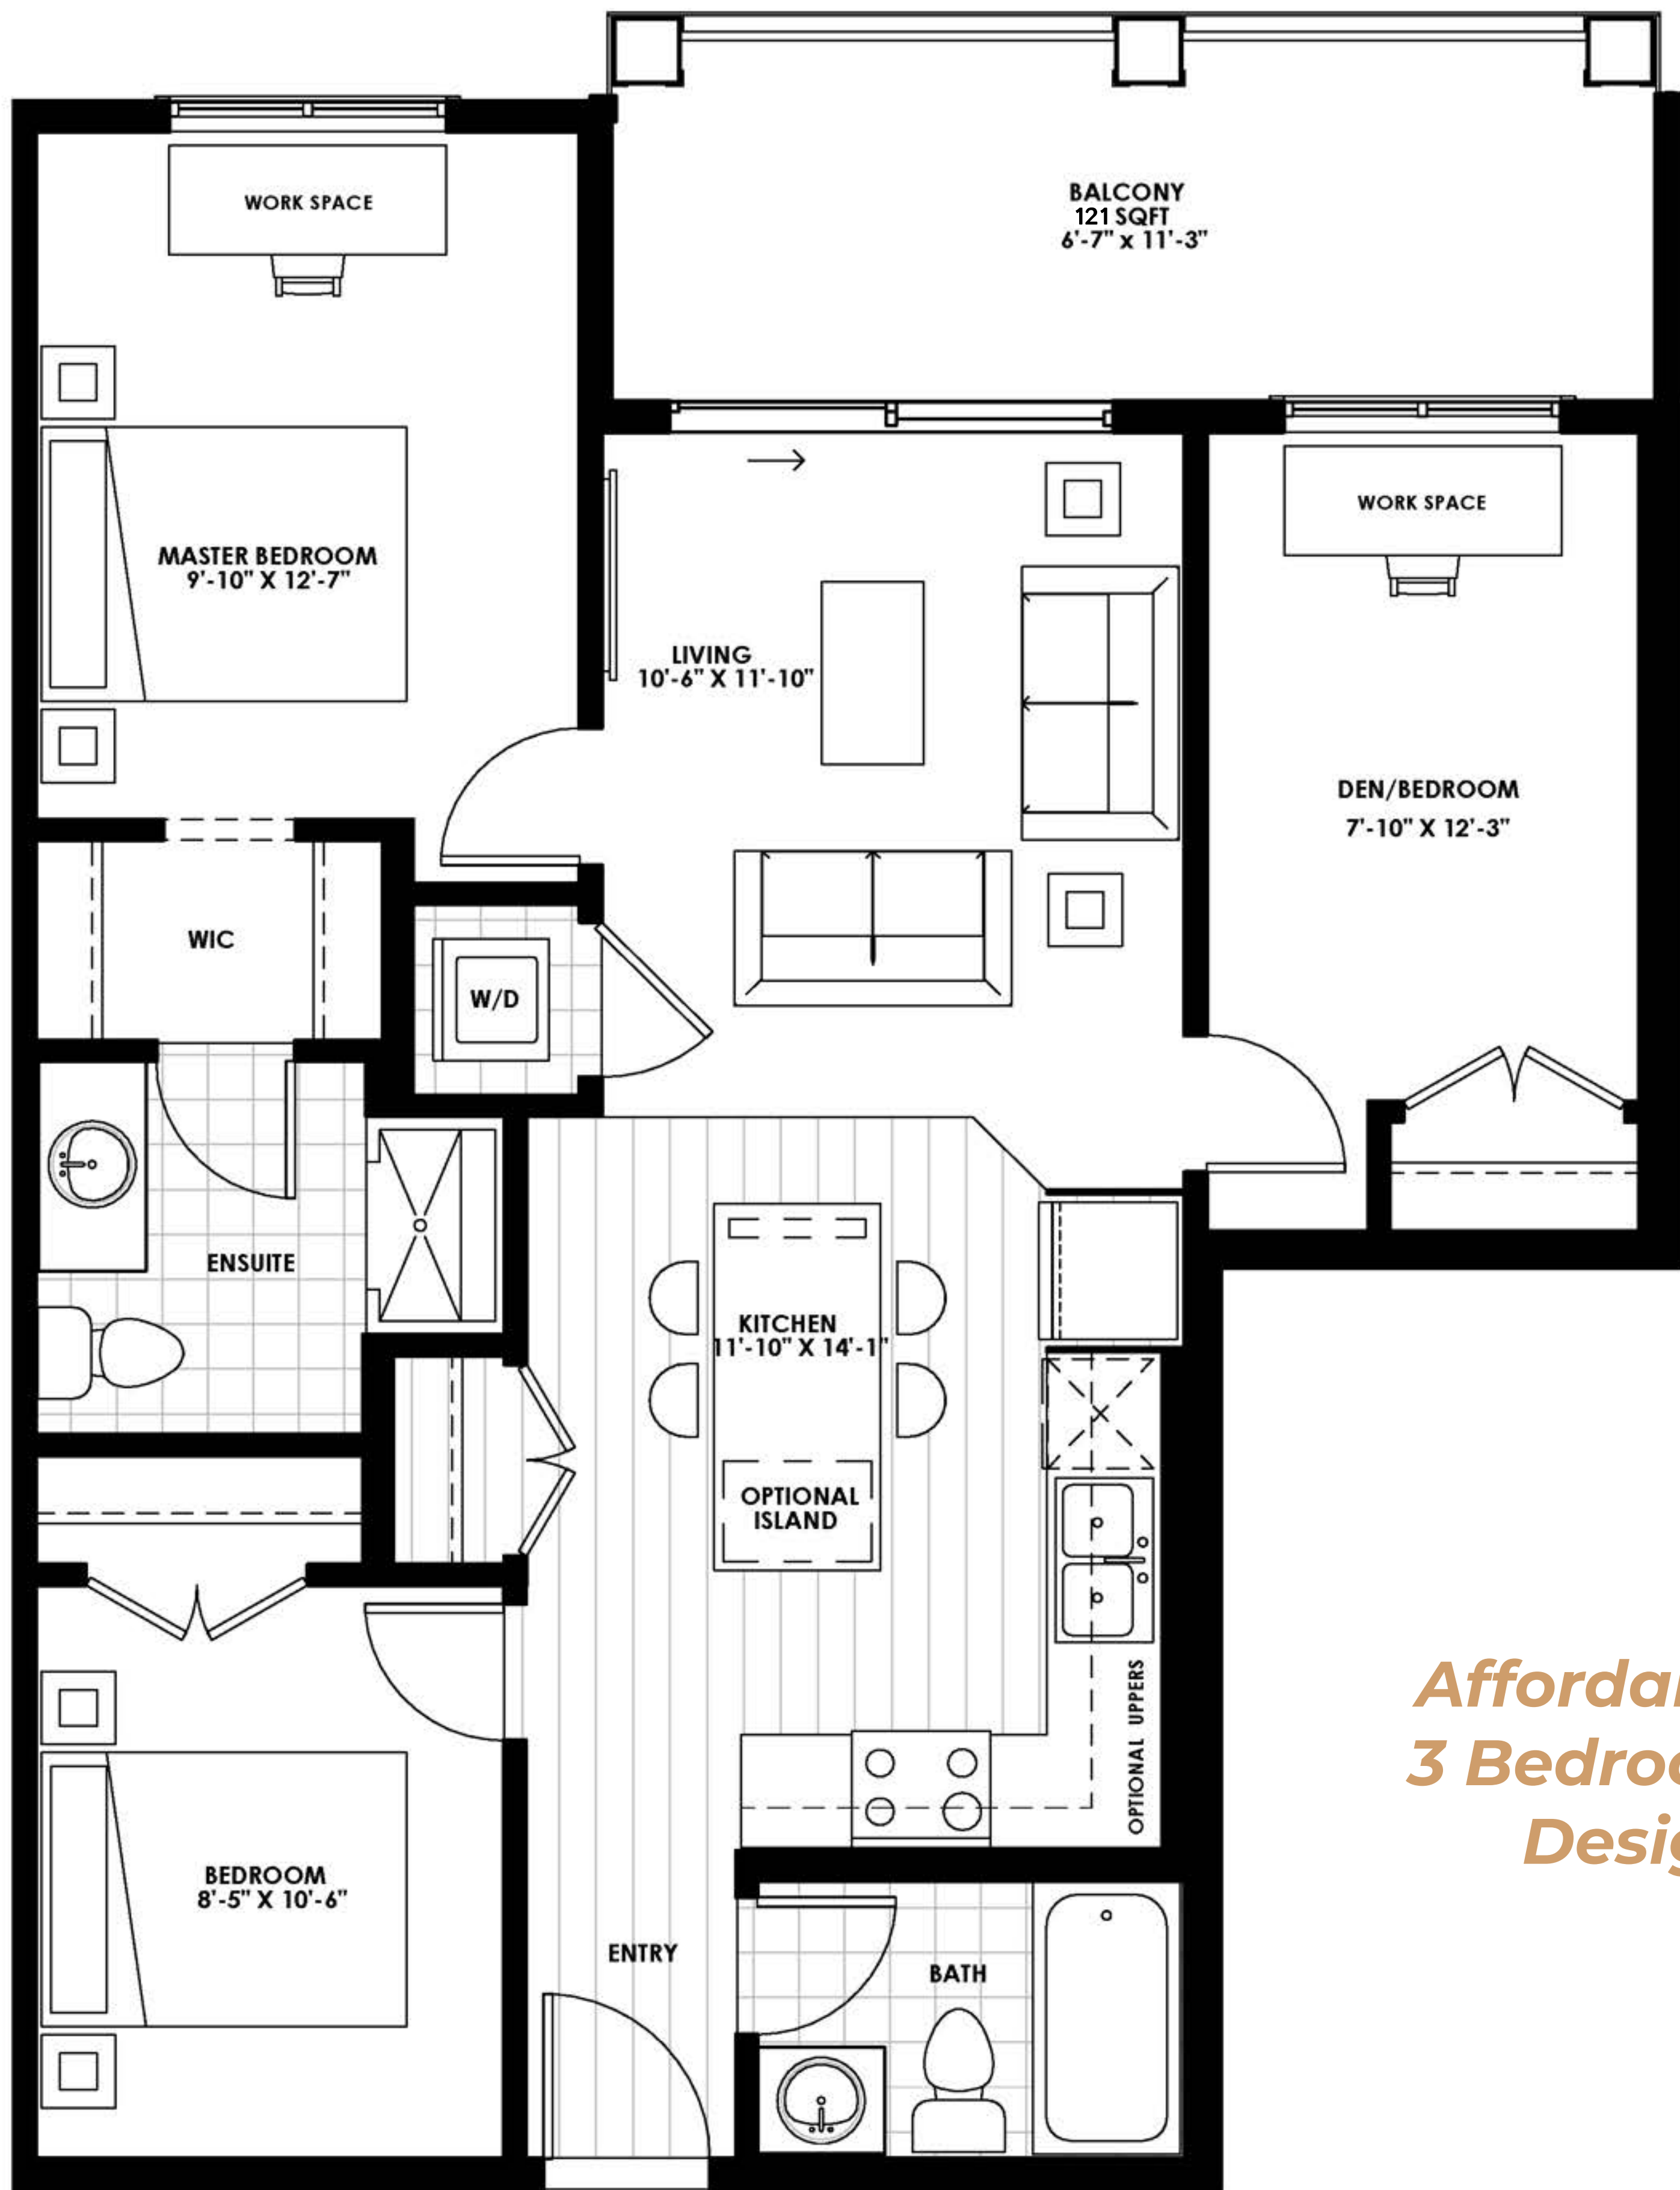 WORK SPACE
BALCONY
121 SQFT
6'-7" x 11'-3"
MASTER BEDROOM
9'-10" X 12'-7"
WORK SPACE
LIVING
10'-6" X 11'-10"
DEN/BEDROOM
7'-10" X 12'-3"
WIC
W/D
ENSUITE
KITCHEN
11'-10" X 14'-1"
OPTIONAL
ISLAND
OPTIONAL UPPERS
3 
BEDROOM
8'-5" X 10'-6"
ENTRY
BATH